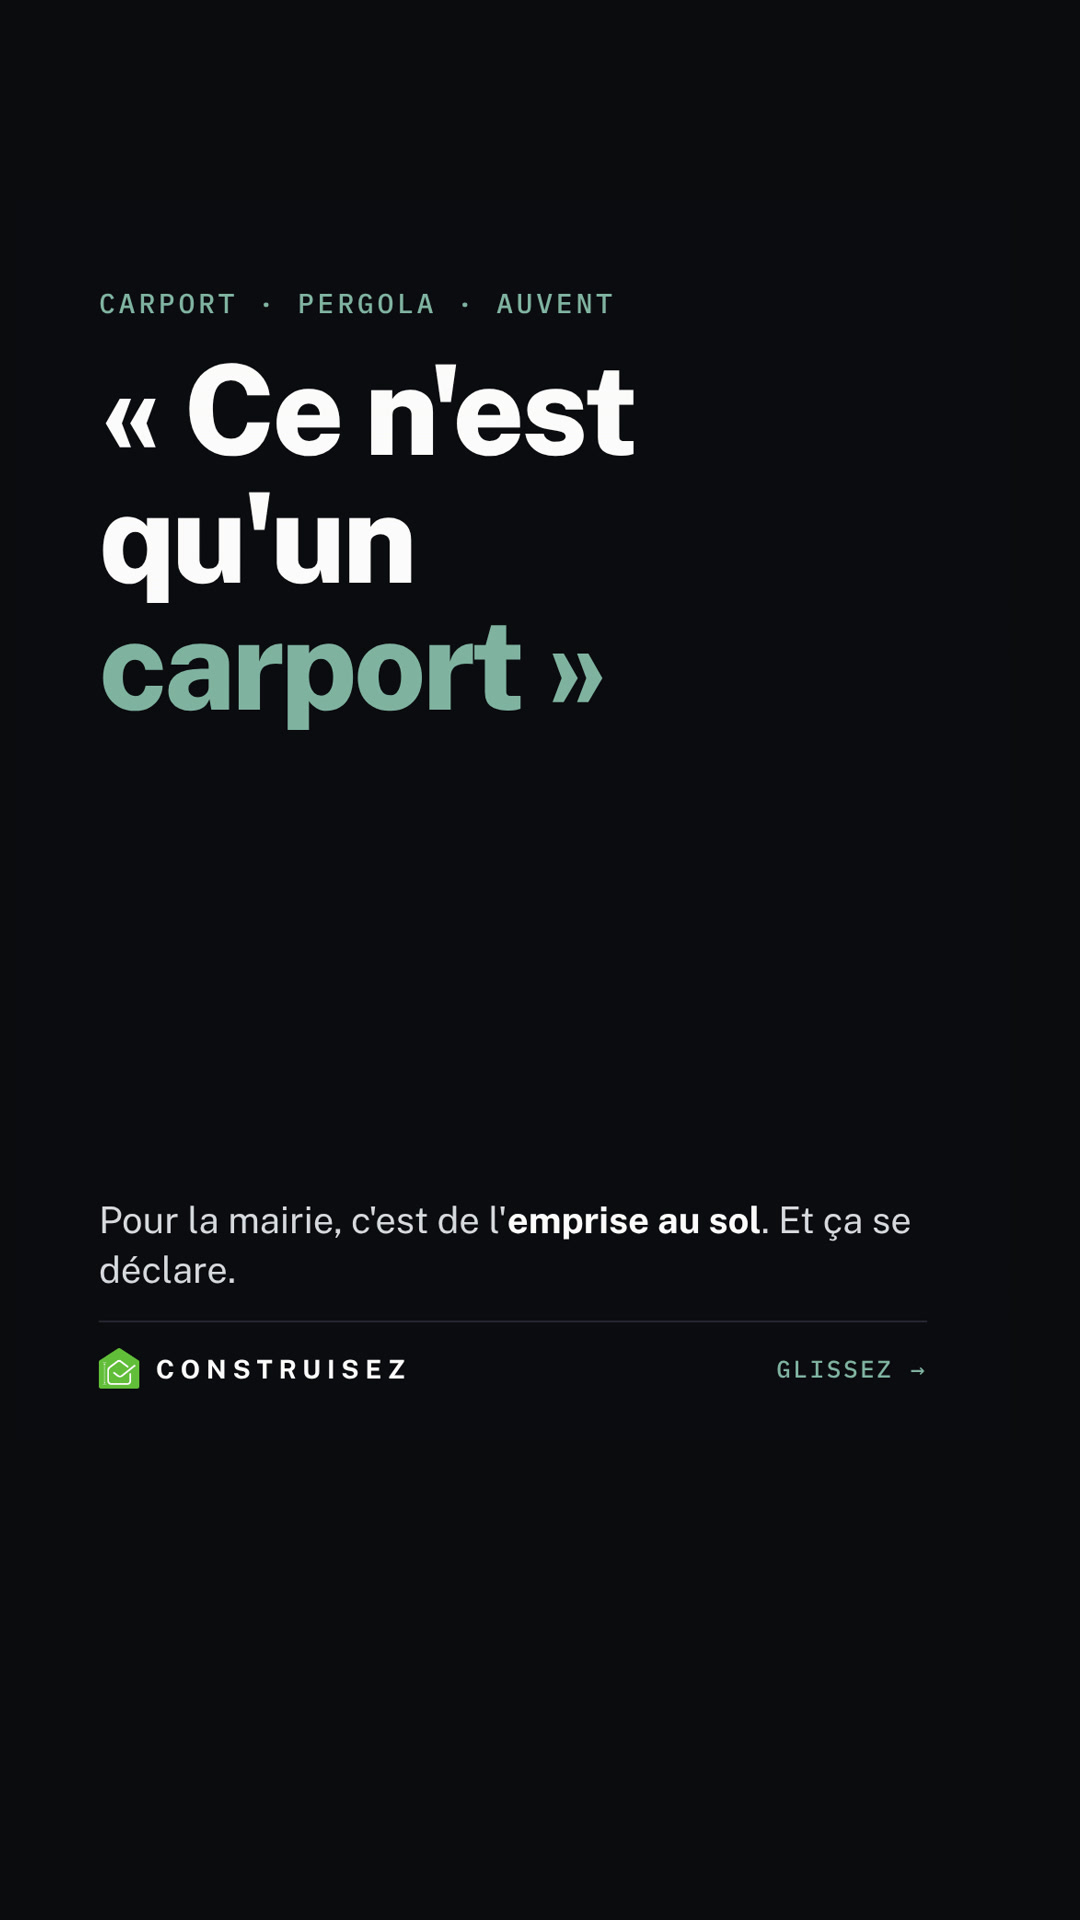 CARPORT · PERGOLA · AUVENT
« Ce n'est
qu'un
carport »
Pour la mairie, c'est de l'emprise au sol. Et ça se
déclare.
CONSTRUISEZ
GLISSEZ →